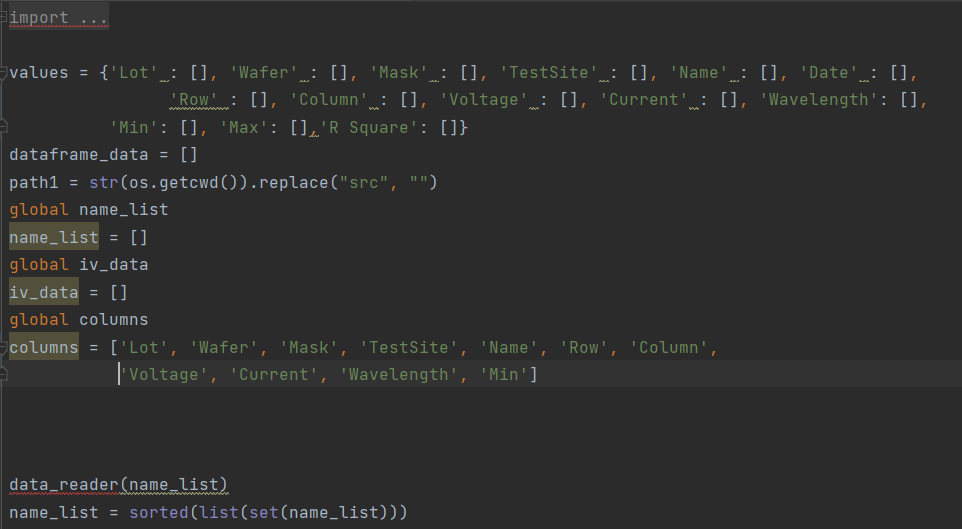 import ...
values = {'Lot' : [], 'Wafer' : [], 'Mask' : [], 'TestSite' : [], 'Name' : [], 'Date' : [],
'Row' : [], 'Column' : [], 'Voltage' : [], 'Current' : [], 'Wavelength': [],
'Min': [], 'Max': [],'R Square': []}
dataframe_data = []
path1 = str(os.getcwd()).replace("src", "")
global name_list
name_list = []
global iv_data
iv_data = []
global columns
columns = ['Lot', 'Wafer', 'Mask', 'TestSite', 'Name', 'Row', 'Column',
'Voltage', 'Current', 'Wavelength', 'Min']
data_reader(name_list)
name_list = sorted(list(set(name_list)))